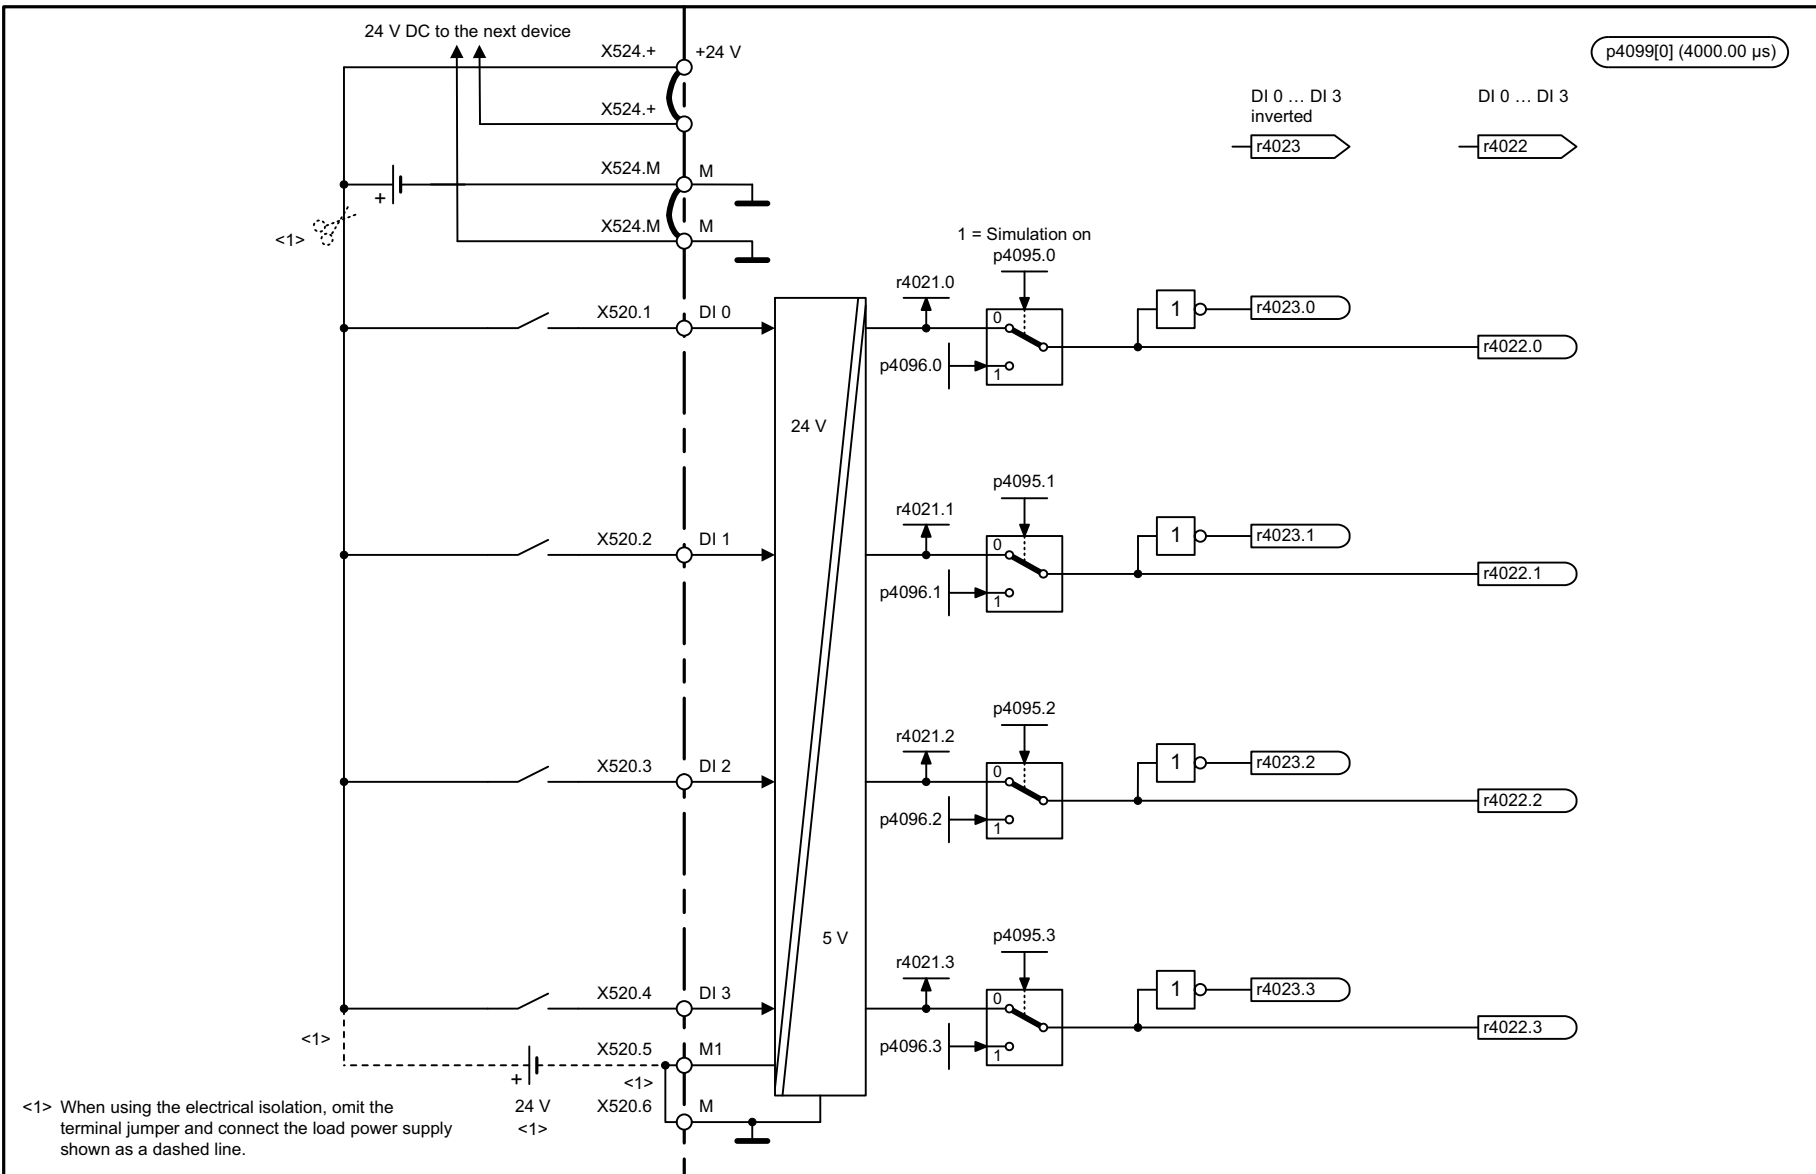 24 V DC to the next device
X524.+
+24 V
p4099[0] (4000.00 µs)
X524.+
DI 0 … DI 3
inverted
DI 0 … DI 3
r4023
r4022
X524.M
M
+
<1>
X524.M
M
1 = Simulation on
p4095.0
r4021.0
X520.1
DI 0
0
1
r4023.0
r4022.0
p4096.0
1
24 V
p4095.1
r4021.1
X520.2
DI 1
0
1
r4023.1
r4022.1
p4096.1
1
p4095.2
r4021.2
X520.3
DI 2
0
1
r4023.2
r4022.2
p4096.2
1
5 V
p4095.3
r4021.3
X520.4
DI 3
0
1
r4023.3
r4022.3
p4096.3
1
<1>
X520.5
M1
+
<1>
24 V
<1>
X520.6
M
<1> When using the electrical isolation, omit the
terminal jumper and connect the load power supply
shown as a dashed line.